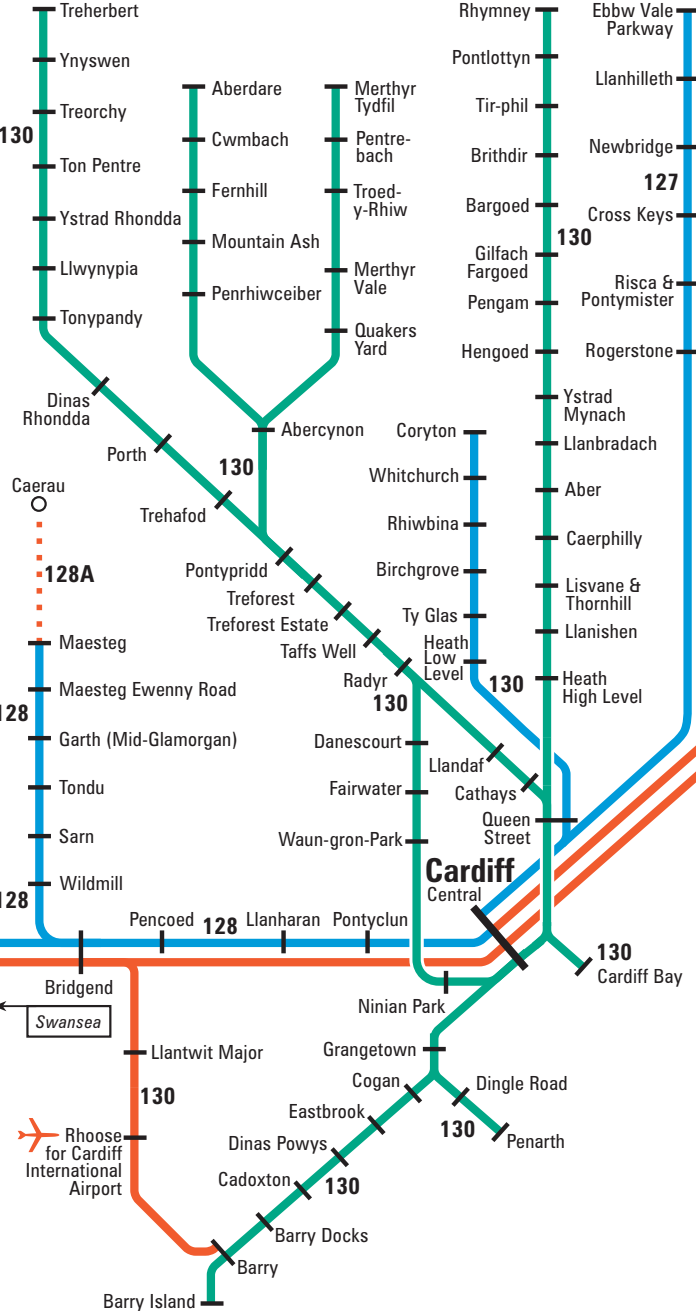 Treherbert
Ynyswen
Treorchy
130
Ton Pentre
Ystrad Rhondda
Llwynypia
Tonypandy
Dinas
Rhondda
Porth
Trehafod
Aberdare
Cwmbach
Fernhill
Mountain Ash
Penrhiwceiber
Merthyr
Tydfil
Pentre-
bach
Troed-
y-Rhiw
Merthyr
Vale
Quakers
Yard
Abercynon
130
Pontypridd
Treforest
Treforest Estate
Taffs Well
Radyr
130
Rhymney
Pontlottyn
Tir-phil
Brithdir
Bargoed
130
Gilfach
Fargoed
Pengam
Hengoed
Ystrad
Mynach
Llanbradach
Aber
Caerphilly
Lisvane &
Thornhill
Llanishen
Heath
High Level
Ebbw Vale
Parkway
Llanhilleth
Newbridge
127
Cross Keys
Risca &
Pontymister
Rogerstone
Coryton
Whitchurch
Rhiwbina
Birchgrove
Ty Glas
Heath
Low
Level
130
Caerau
128A
Maesteg
Maesteg Ewenny Road
128
Garth (Mid-Glamorgan)
Tondu
Sarn
Wildmill
128
Danescourt
Fairwater
Waun-gron-Park
Llandaf
Cathays
Queen
Street
Cardiff
Central
Pencoed
128
Llanharan
Pontyclun
Bridgend
Swansea
130
Cardiff Bay
Ninian Park
Grangetown
Cogan
Dingle Road
Eastbrook
130
Penarth
Dinas Powys
Cadoxton
130
Barry Docks
Barry
Barry Island
Llantwit Major
130
Rhoose
for Cardiff
International
Airport